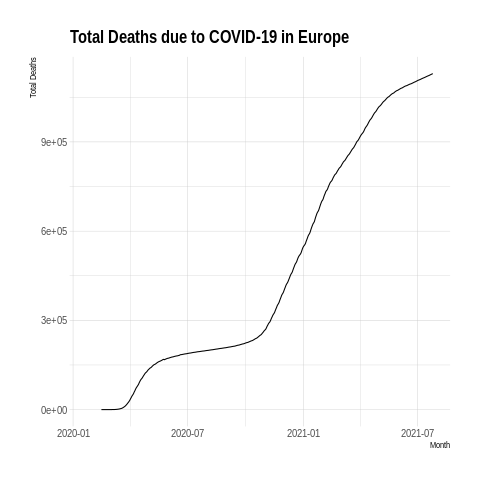 Total Deaths due to COVID-19 in Europe
Total Deaths
9e+05
6e+05
3e+05
0e+00
2020-01 2020-07 2021-01 2021-07
Month